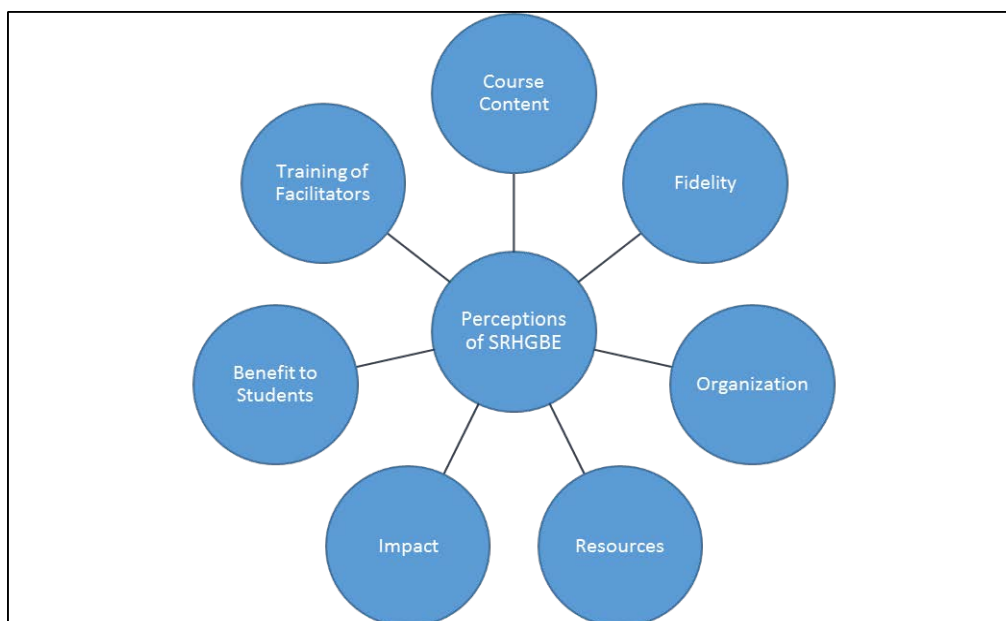 Course
Content
Training of
Facilitators
Fidelity
Perceptions
of SRHGBE
Benefit to
Students
Organization
Impact
Resources